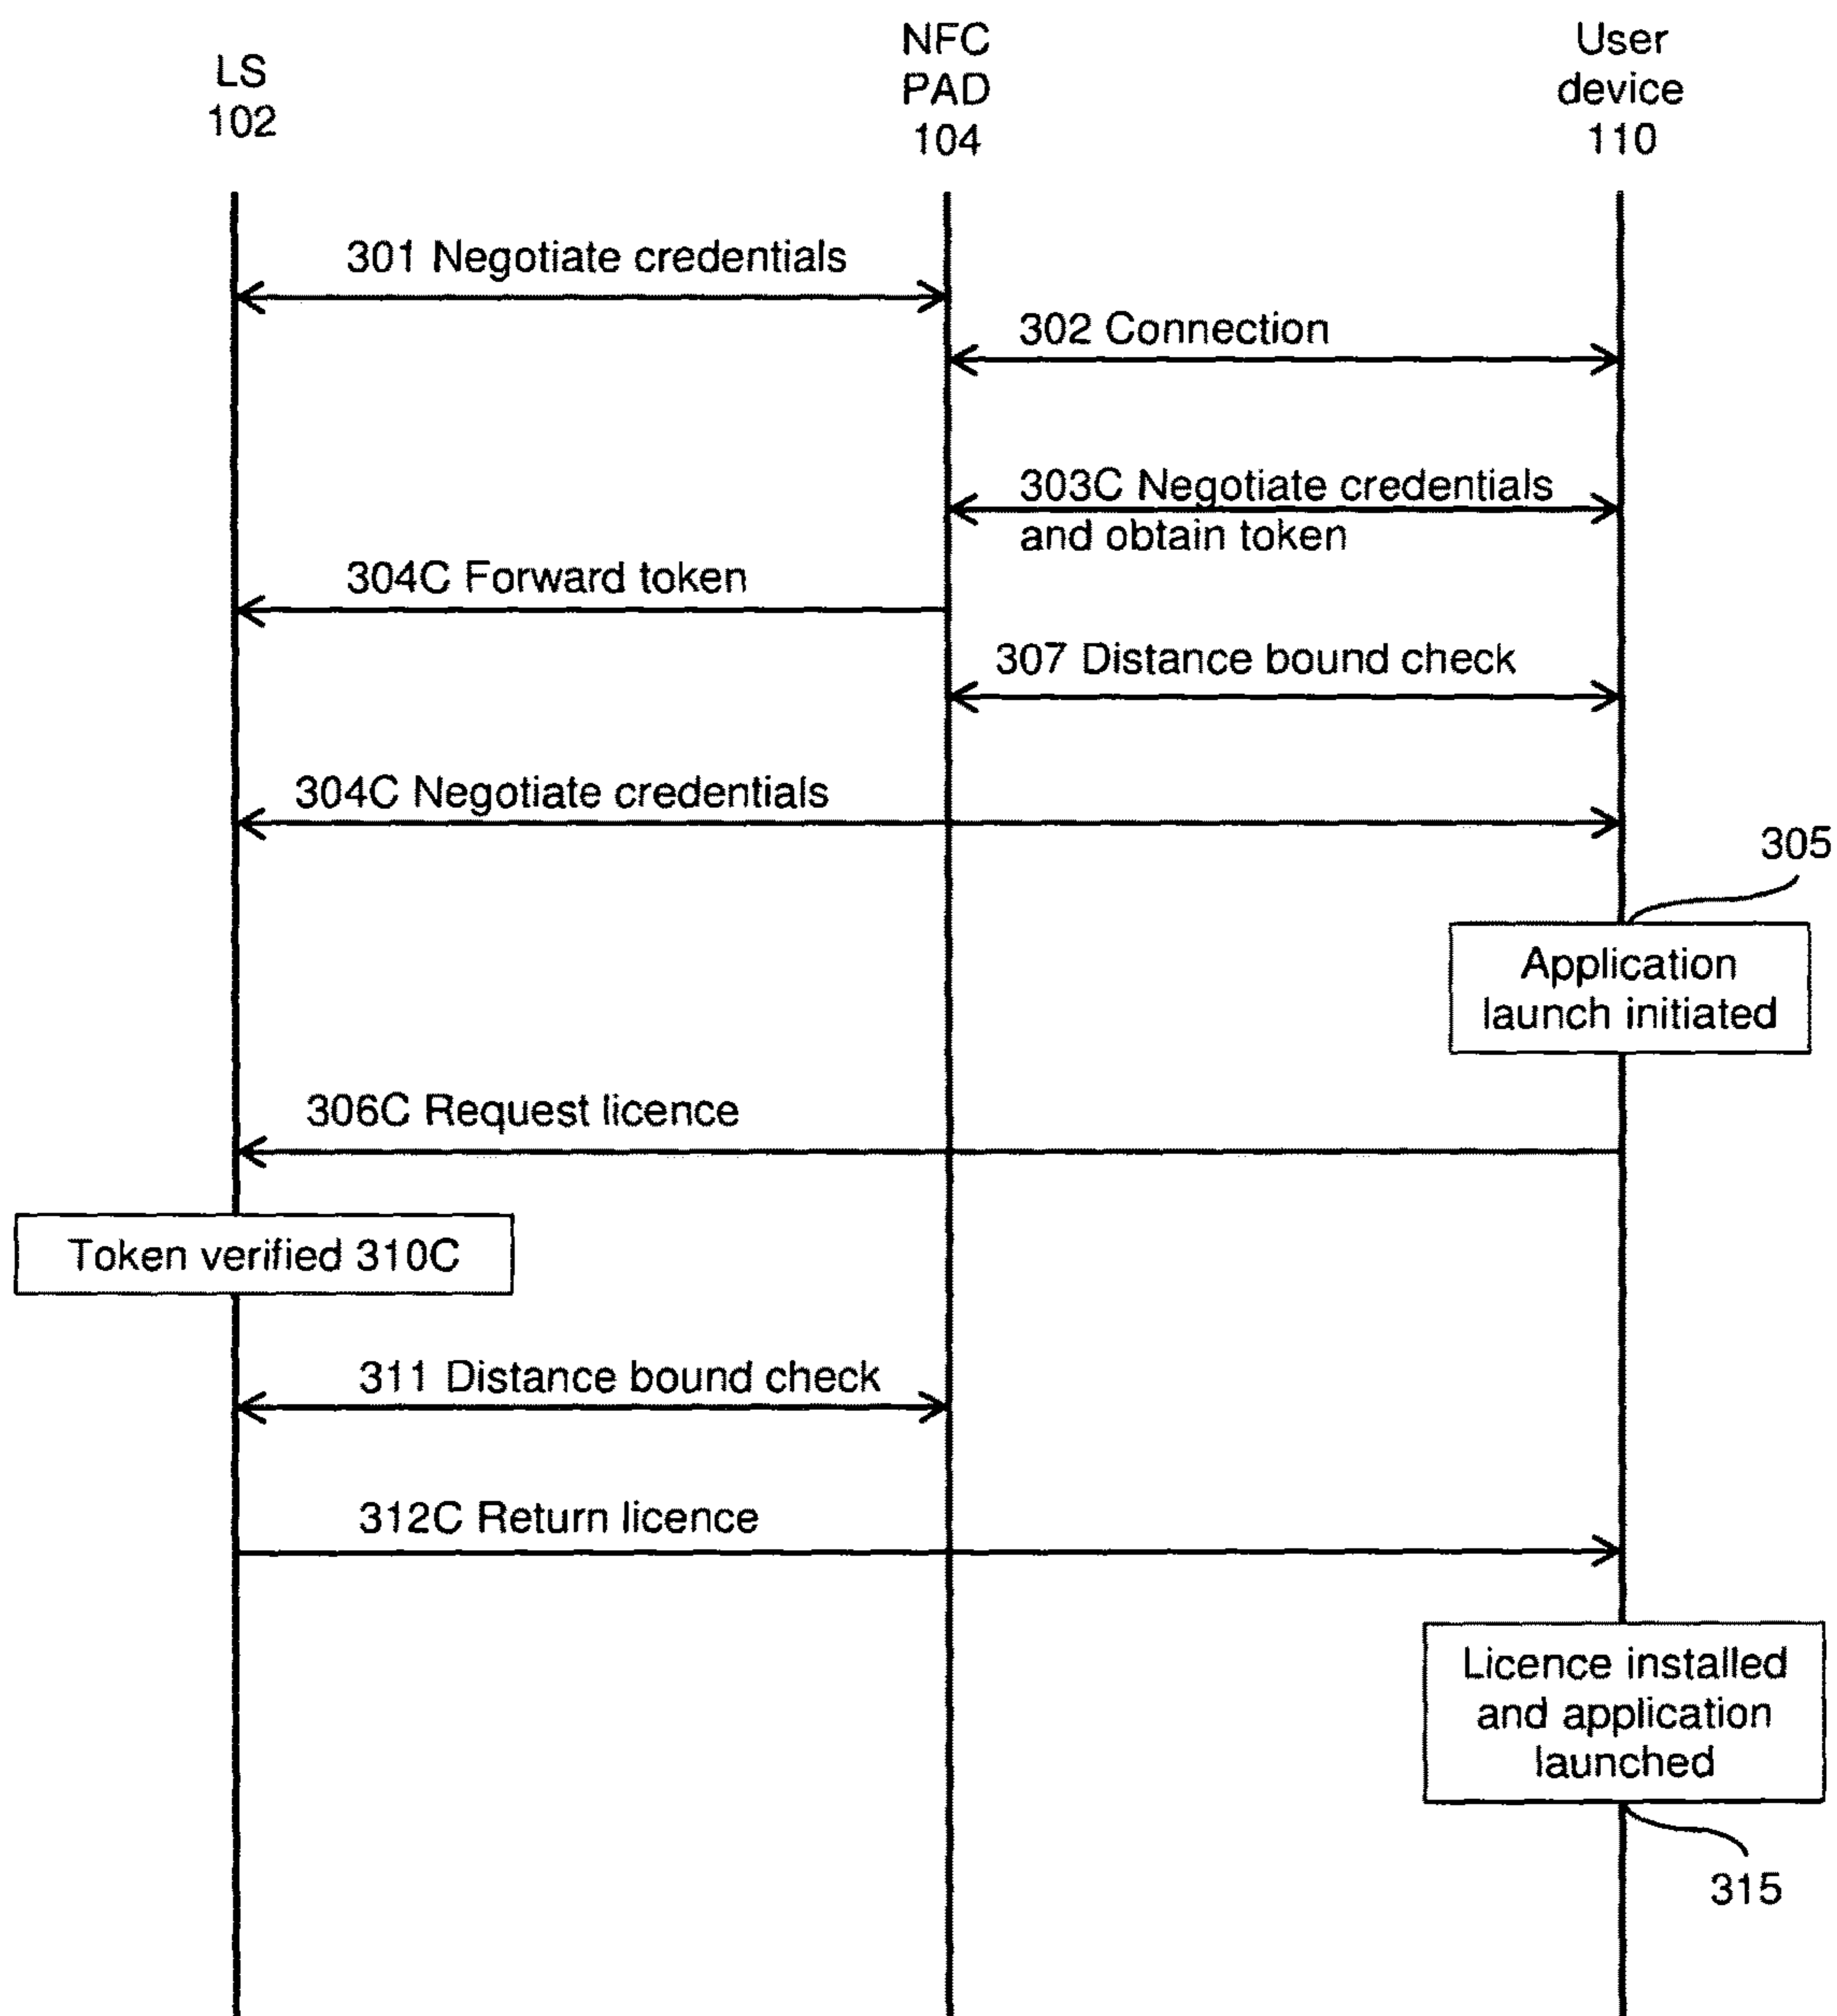 LS
102
NFC
PAD
104
User
device
110
301 Negotiate credentials
302 Connection
303C Negotiate credentials
and obtain token
304C Forward token
307 Distance bound check
304C Negotiate credentials
305
Application
launch initiated
306C Request licence
Token verified 310C
311 Distance bound check
312C Return licence
Licence installed
and application
launched
315